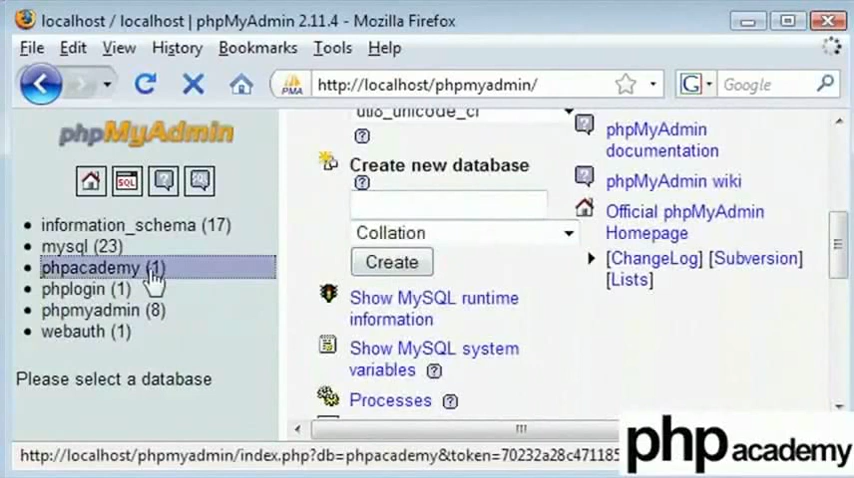 localhost / localhost | phpMyAdmin 2.11.4 - Mozilla Firefox
File Edit View History Bookmarks Tools Help
PMA http://localhost/phpmyadmin/ G Google
phpMyAdmin
SQL
information_schema (17)
mysql (23)
phpacademy (1)
phplogin (1)
phpmyadmin (8)
webauth (1)
Please select a database
utf8_unicode_ci
Create new database
Collation
Create
Show MySQL runtime
information
Show MySQL system
variables
Processes
phpMyAdmin
documentation
phpMyAdmin wiki
Official phpMyAdmin
Homepage
[ChangeLog] [Subversion]
[Lists]
http://localhost/phpmyadmin/index.php?db=phpacademy&token=70232a28c471185
php academy